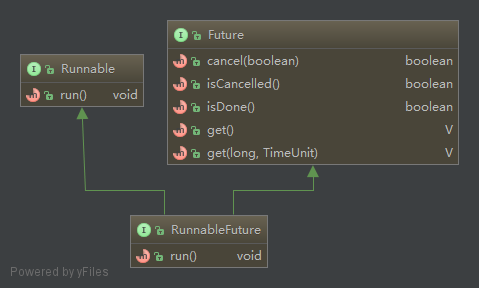 Runnable
run() void
Future
cancel(boolean) boolean
isCancelled() boolean
isDone() boolean
get() V
get(long, TimeUnit) V
RunnableFuture
run() void
Powered by yFiles